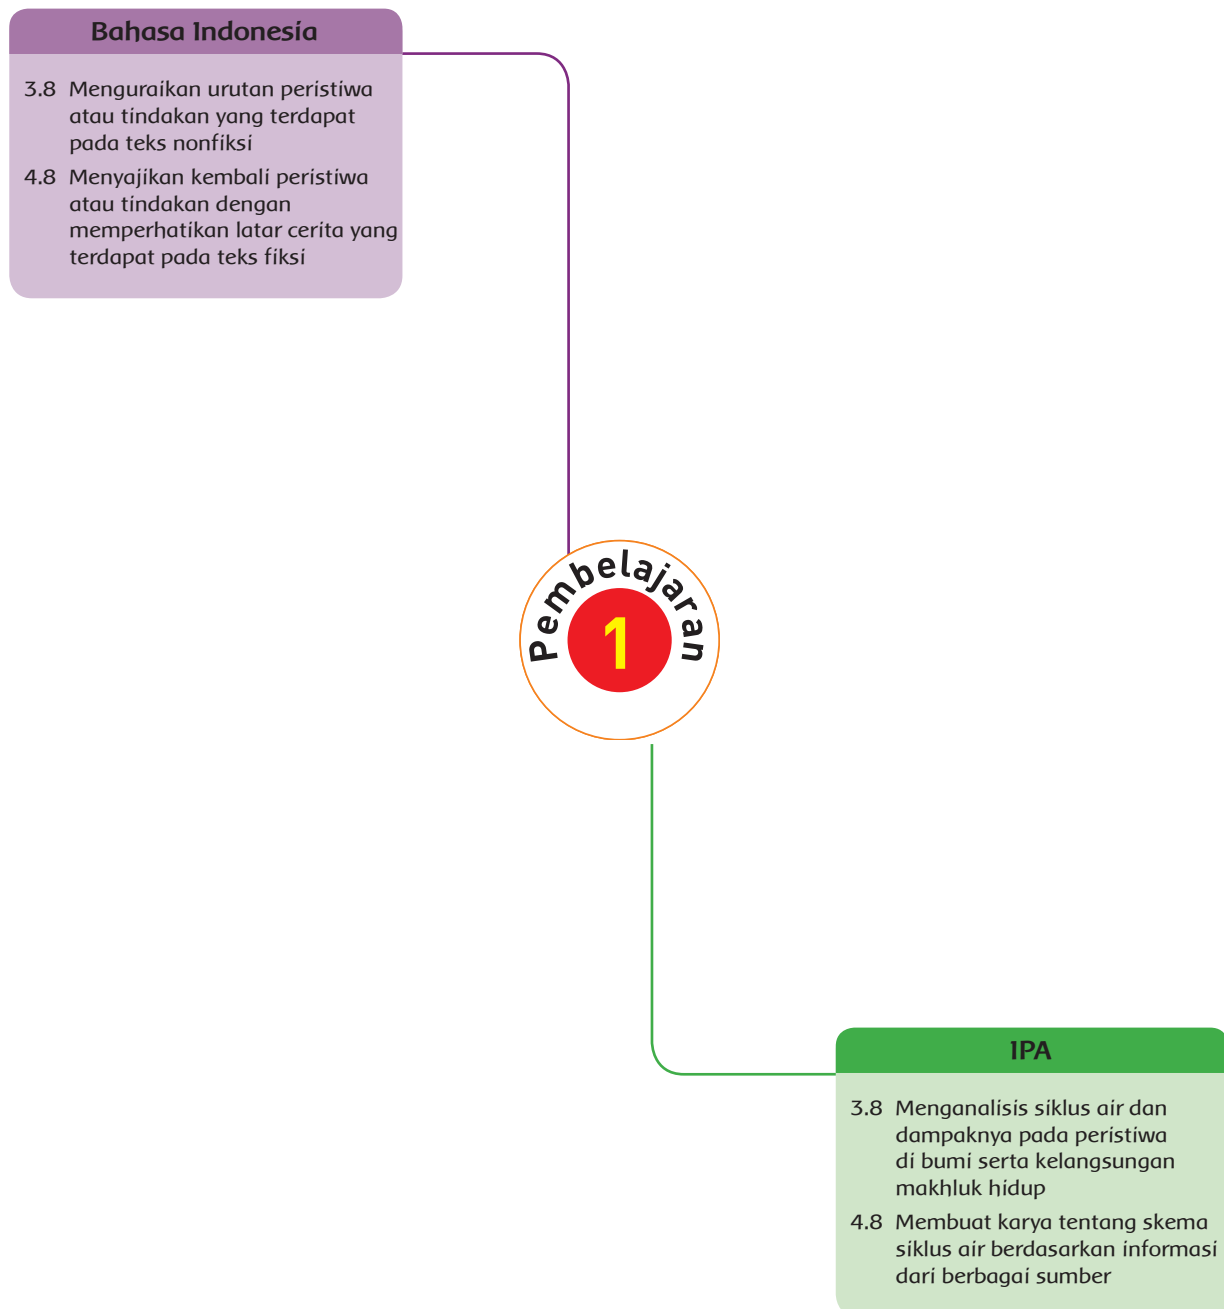 Bahasa Indonesia
3.8 Menguraikan urutan peristiwa
atau tindakan yang terdapat
pada teks nonfiksi
4.8 Menyajikan kembali peristiwa
atau tindakan dengan
memperhatikan latar cerita yang
terdapat pada teks fiksi
Pembelajaran
1
IPA
3.8 Menganalisis siklus air dan
dampaknya pada peristiwa
di bumi serta kelangsungan
makhluk hidup
4.8 Membuat karya tentang skema
siklus air berdasarkan informasi
dari berbagai sumber